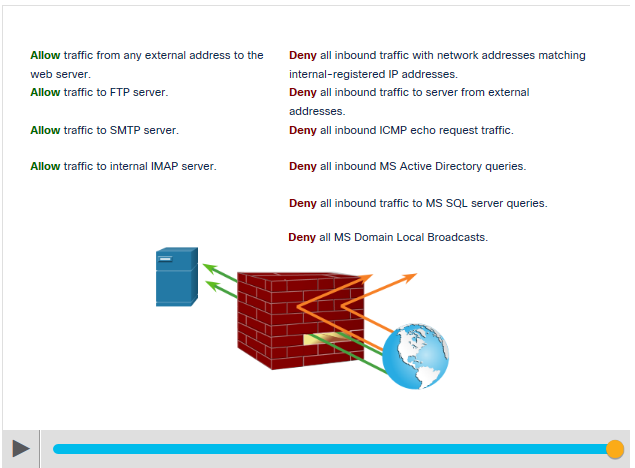 Allow traffic from any external address to the
web server.
Allow traffic to FTP server.
Allow traffic to SMTP server.
Allow traffic to internal IMAP server.
Deny all inbound traffic with network addresses matching
internal-registered IP addresses.
Deny all inbound traffic to server from external
addresses.
Deny all inbound ICMP echo request traffic.
Deny all inbound MS Active Directory queries.
Deny all inbound traffic to MS SQL server queries.
Deny all MS Domain Local Broadcasts.